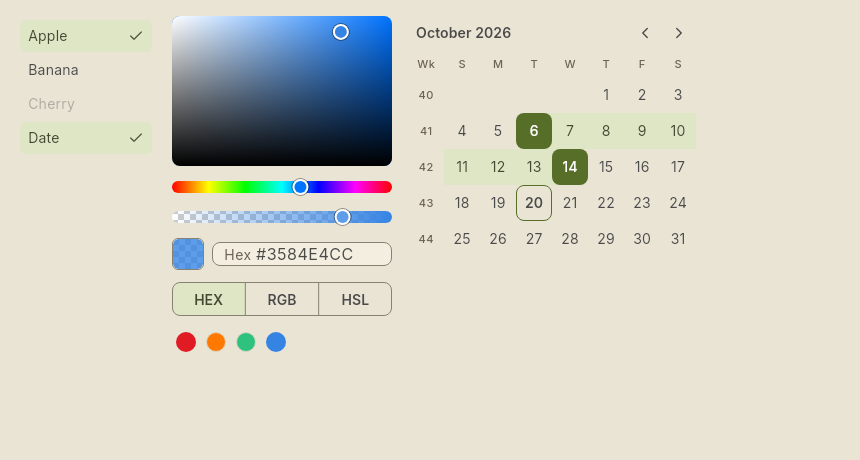 Apple
Banana
Cherry
Date
Hex #3584E4CC
HEX RGB HSL
October 2026
Wk S M T W T F S
40 1 2 3
41 4 5 6 7 8 9 10
42 11 12 13 14 15 16 17
43 18 19 20 21 22 23 24
44 25 26 27 28 29 30 31